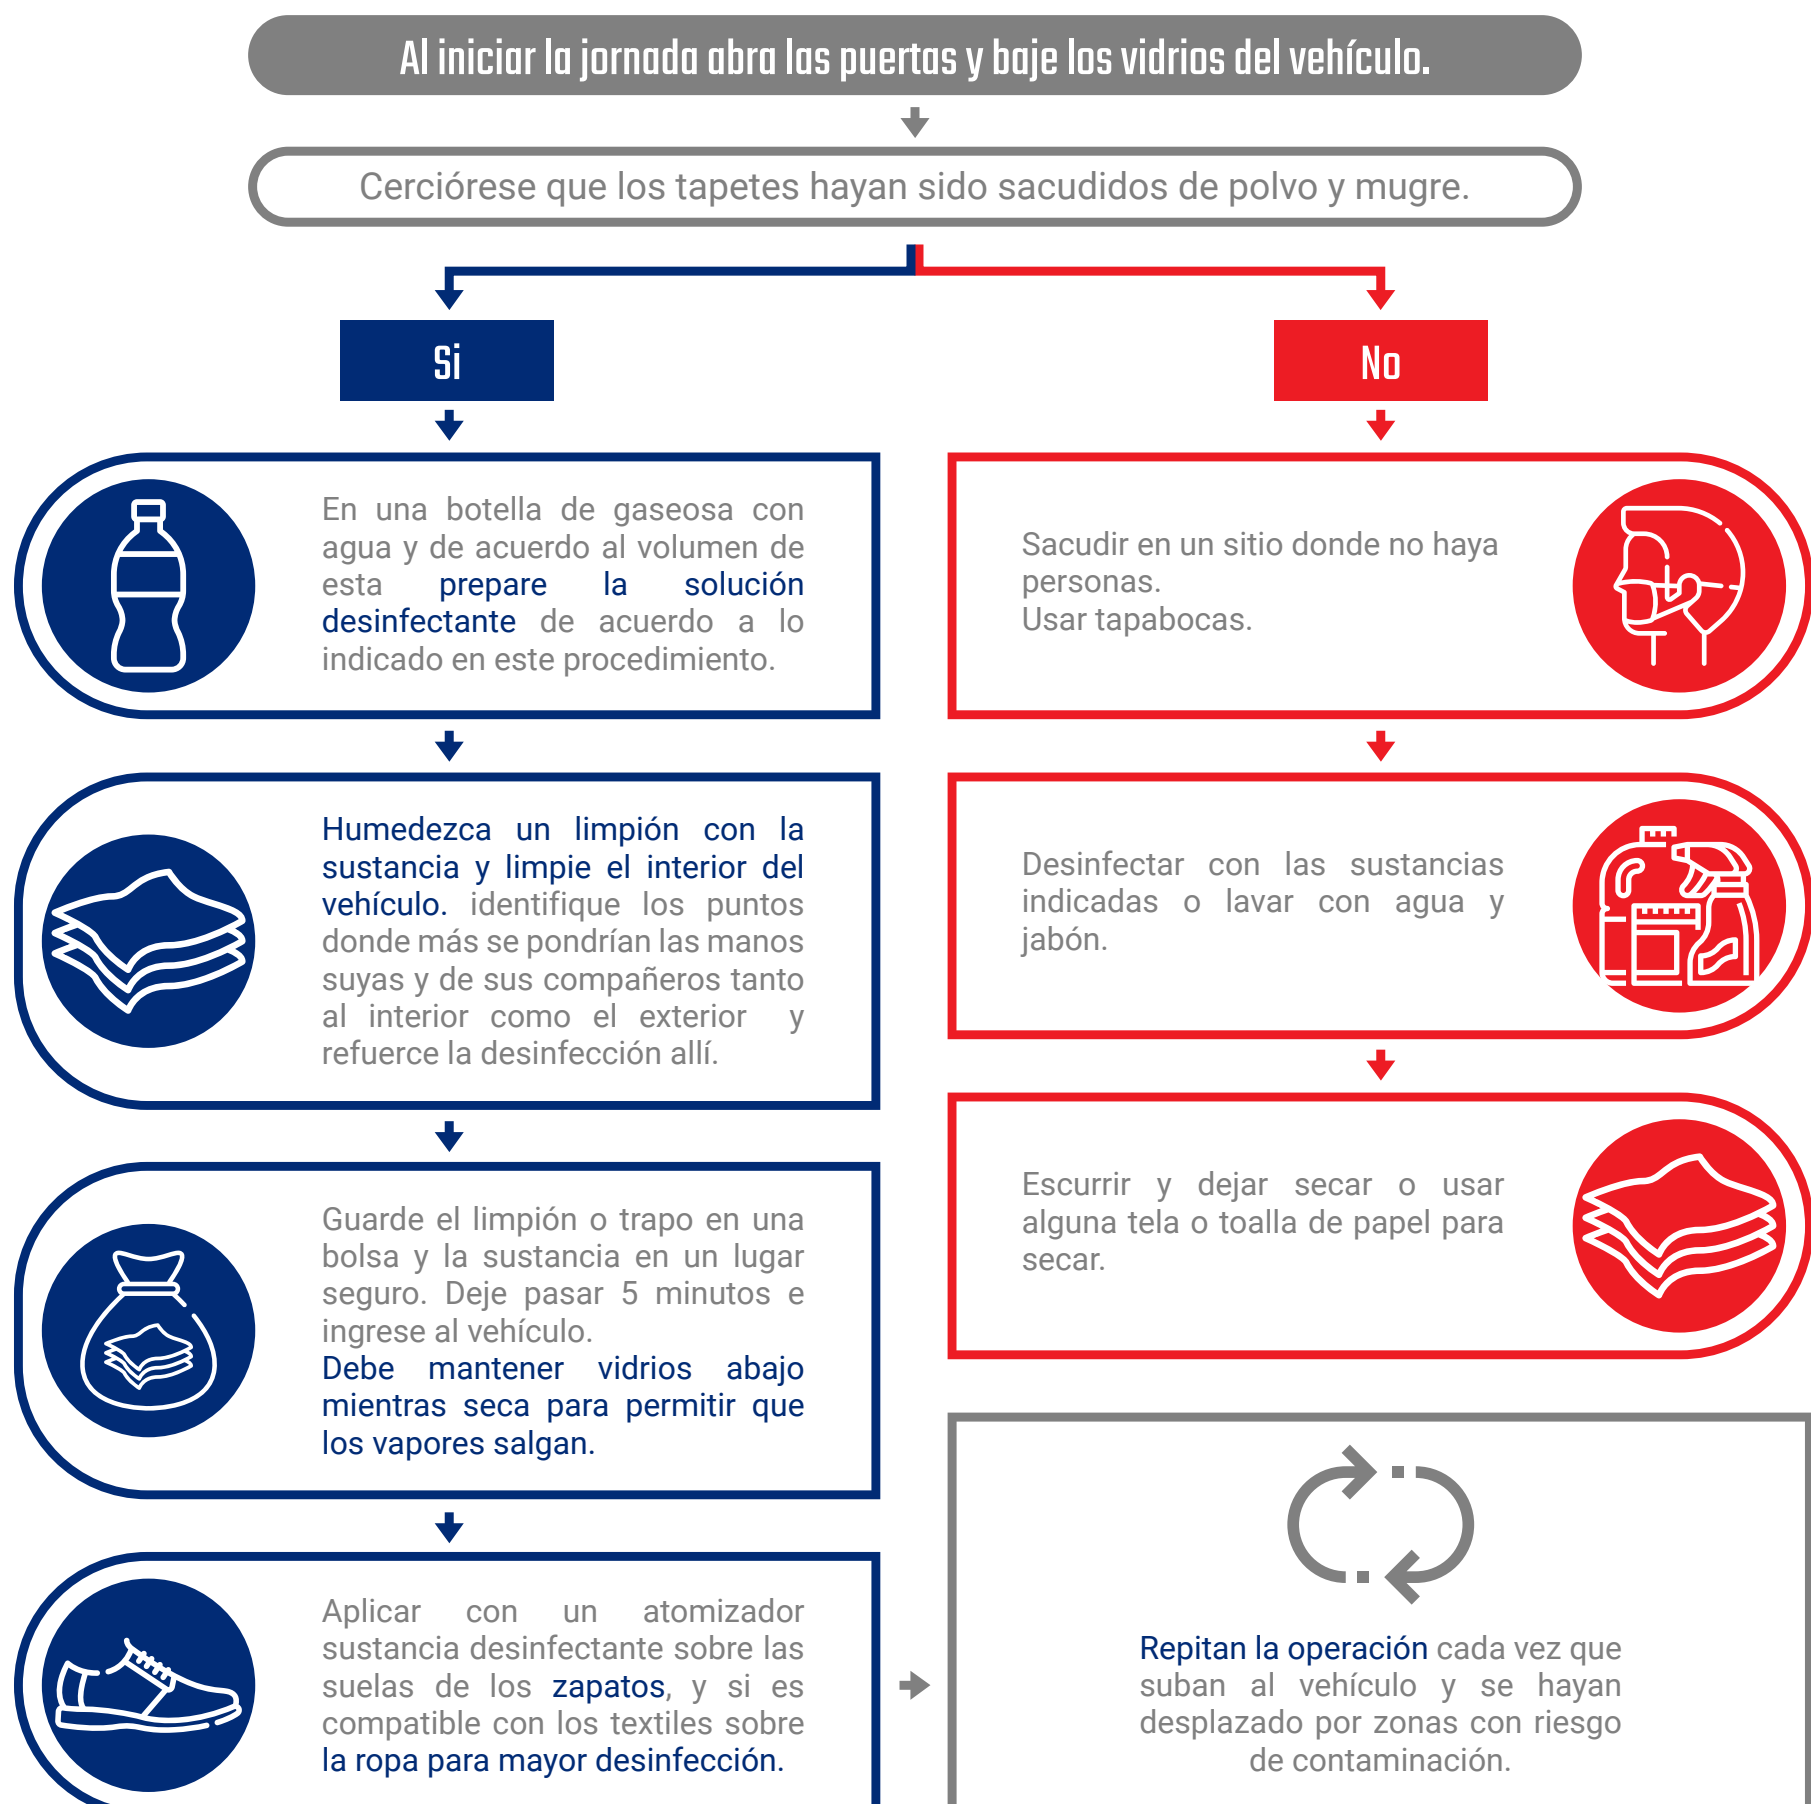 Al iniciar la jornada abra las puertas y baje los vidrios del vehículo.
Cerciórese que los tapetes hayan sido sacudidos de polvo y mugre.
Si
En una botella de gaseosa con
agua y de acuerdo al volumen de
esta prepare la solución
desinfectante de acuerdo a lo
indicado en este procedimiento.
Humedezca un limpión con la
sustancia y limpie el interior del
vehículo. identifique los puntos
donde más se pondrían las manos
suyas y de sus compañeros tanto
al interior como el exterior y
refuerce la desinfección allí.
Guarde el limpión o trapo en una
bolsa y la sustancia en un lugar
seguro. Deje pasar 5 minutos e
ingrese al vehículo.
Debe mantener vidrios abajo
mientras seca para permitir que
los vapores salgan.
Aplicar con un atomizador
sustancia desinfectante sobre las
suelas de los zapatos, y si es
compatible con los textiles sobre
la ropa para mayor desinfección.
No
Sacudir en un sitio donde no haya
personas.
Usar tapabocas.
Desinfectar con las sustancias
indicadas o lavar con agua y
jabón.
Escurrir y dejar secar o usar
alguna tela o toalla de papel para
secar.
Repitan la operación cada vez que
suban al vehículo y se hayan
desplazado por zonas con riesgo
de contaminación.